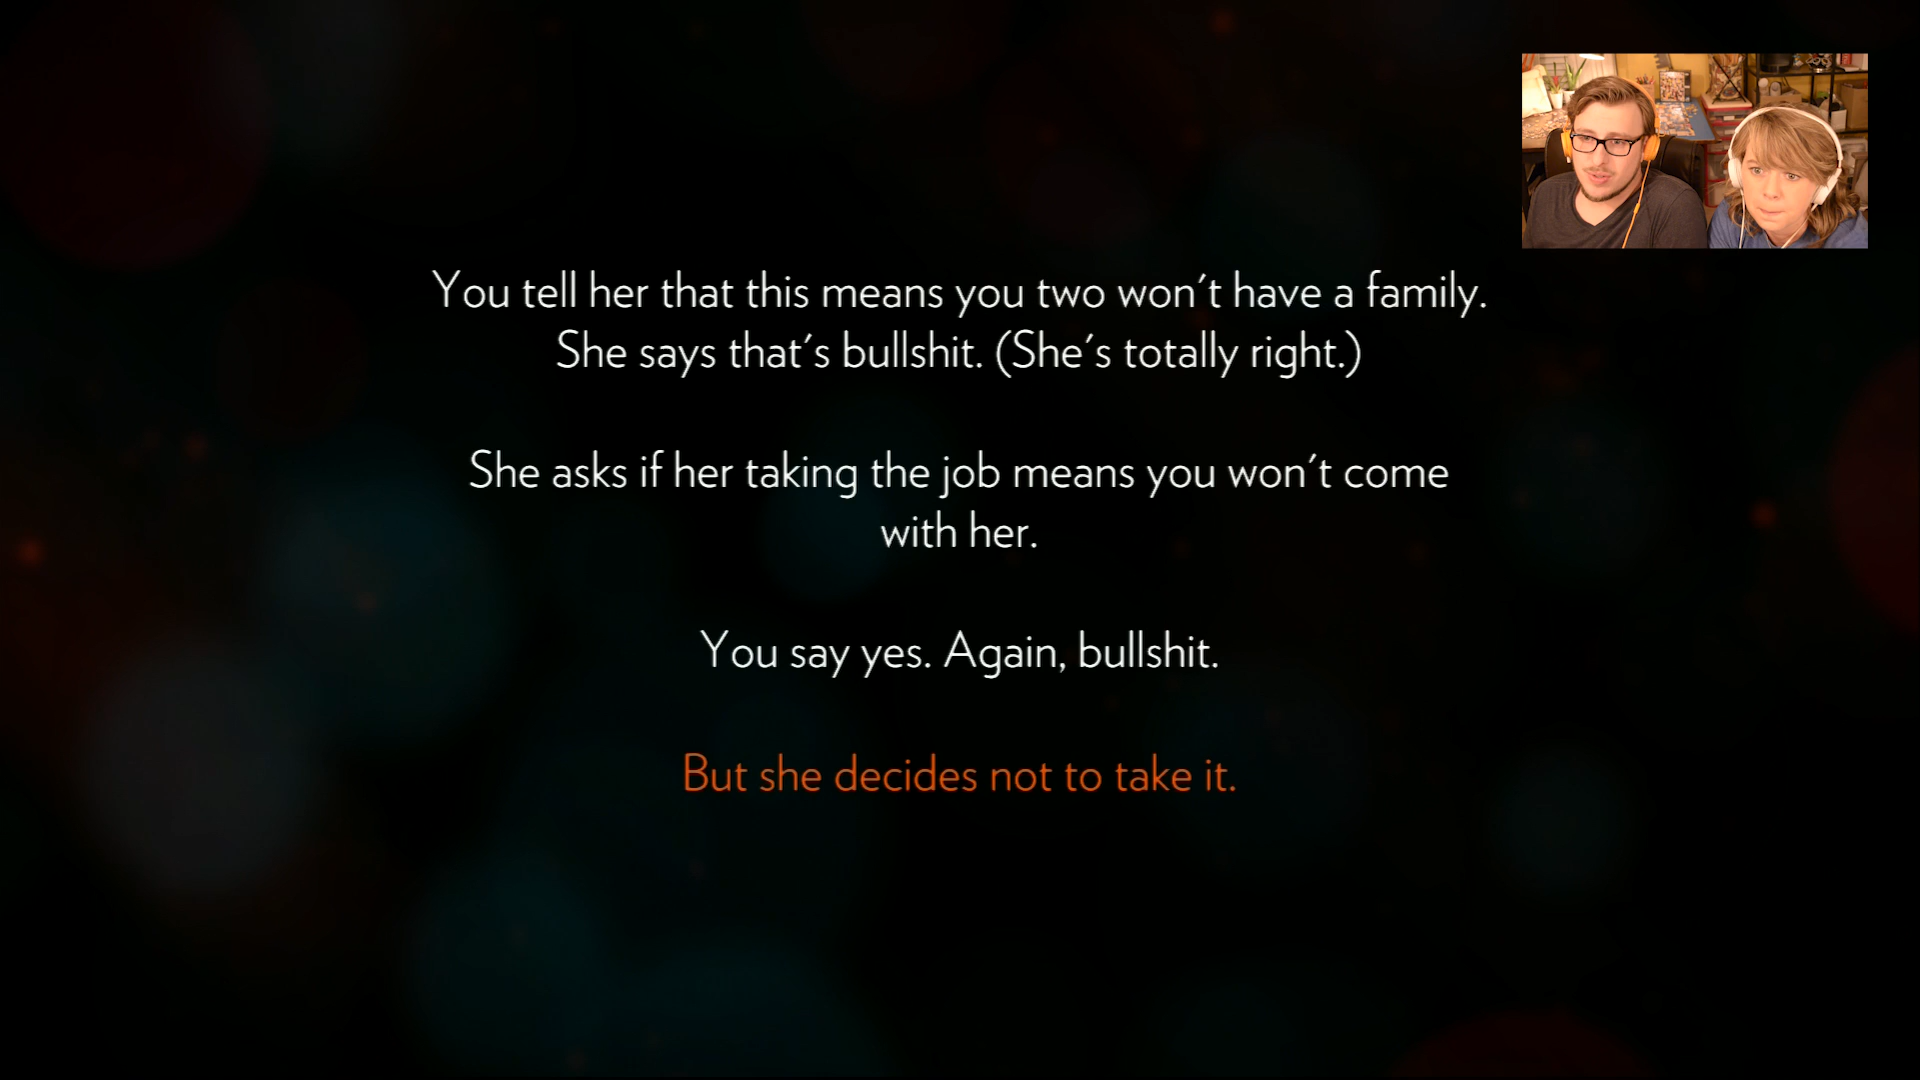 You tell her that this means you two won't have a family.
She says that's bullshit. (She's totally right.)
She asks if her taking the job means you won't come
with her.
You say yes. Again, bullshit.
But she decides not to take it.